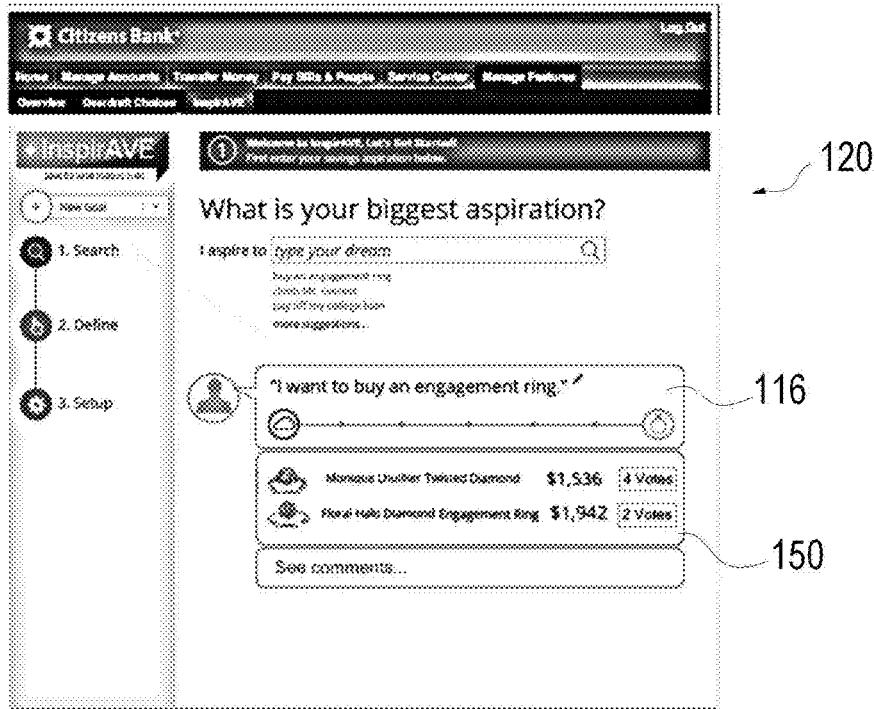 Citizens Bank
Log Out
Home Manage Accounts Transfer Money Pay Bills & People Service Center Manage Features
Overview Overdraft Choices InspirAVE
inspirAVE
Welcome to InspirAVE. Let's Get Started
First enter your savings aspiration below.
120
New Goal
What is your biggest aspiration?
1. Search
I aspire to type your dream
buy an engagement ring
climb Mt. Everest
pay off my college loan
more suggestions...
2. Define
"I want to buy an engagement ring."
116
3. Setup
Twisted Diamond $1,536 4 Votes
Floral Halo Diamond Engagement Ring $1,942 2 Votes
150
See comments...